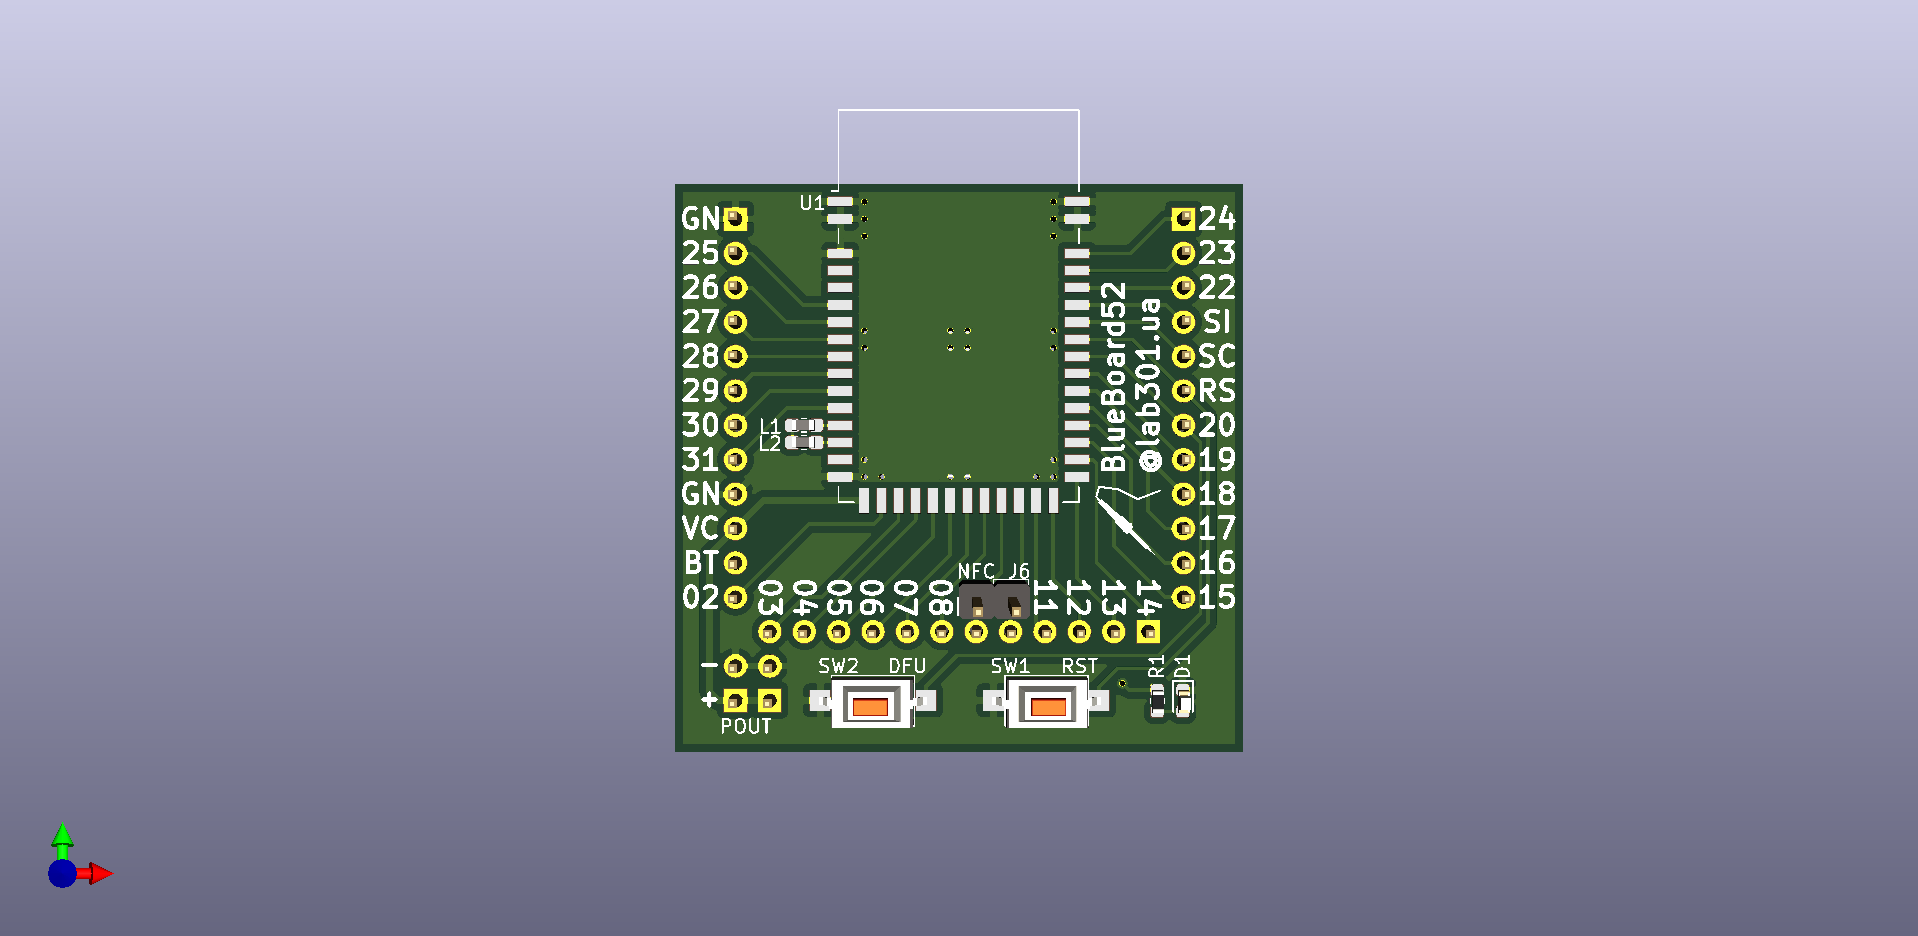 U1
GN
25
26
27
28
29
30
31
GN
VC
BT
02
L1
L2
24
23
22
SI
SC
RS
20
19
18
17
16
15
BlueBoard52
@lab301.ua
NFC J6
03
04
05
06
07
08
11
12
13
14
-
+
POUT
SW2 DFU
SW1 RST
R1
D1